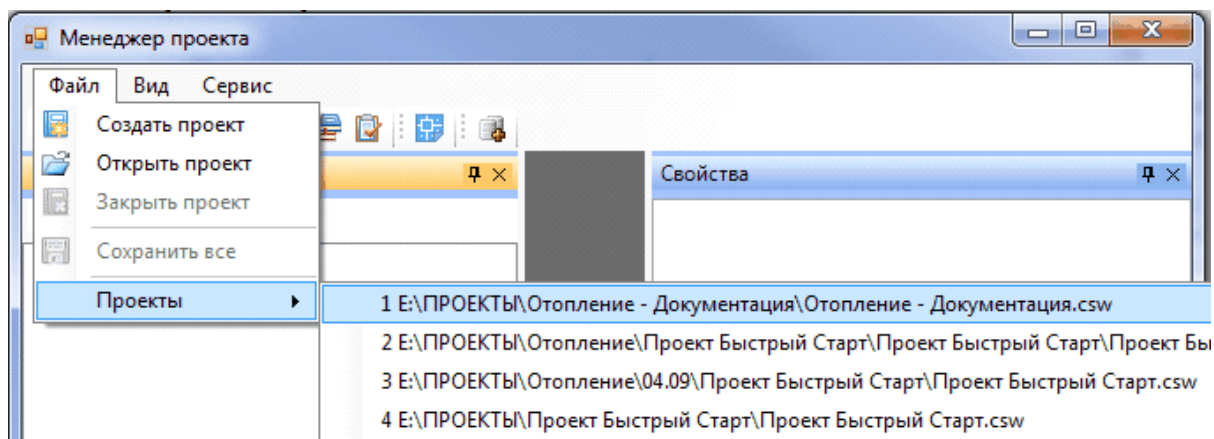 Менеджер проекта
Файл Вид Сервис
Создать проект
Открыть проект
Свойства
Закрыть проект
Сохранить все
Проекты
1 E:\ПРОЕКТЫ\Отопление - Документация\Отопление - Документация.csw
2 E:\ПРОЕКТЫ\Отопление\Проект Быстрый Старт\Проект Быстрый Старт\Проект Бы
3 E:\ПРОЕКТЫ\Отопление\04.09\Проект Быстрый Старт\Проект Быстрый Старт.csw
4 E:\ПРОЕКТЫ\Проект Быстрый Старт\Проект Быстрый Старт.csw